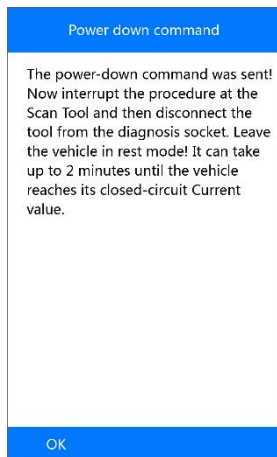 Power down command
The power-down command was sent!
Now interrupt the procedure at the
Scan Tool and then disconnect the
tool from the diagnosis socket. Leave
the vehicle in rest mode! It can take
up to 2 minutes until the vehicle
reaches its closed-circuit Current
value.
OK